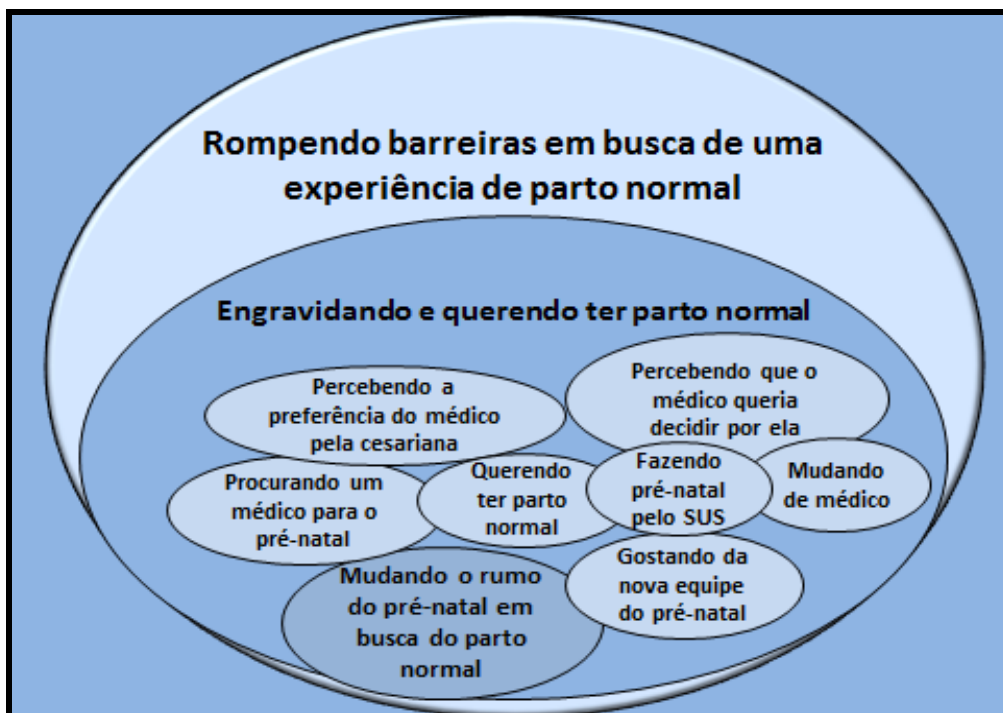 Rompendo barreiras em busca de uma
experiência de parto normal
Engravidando e querendo ter parto normal
Percebendo a
preferência do médico
pela cesariana
Percebendo que o
médico queria
decidir por ela
Procurando um
médico para o
pré-natal
Querendo
ter parto
normal
Fazendo
pré-natal
pelo SUS
Mudando
de médico
Mudando o rumo
do pré-natal em
busca do parto
normal
Gostando da
nova equipe
do pré-natal